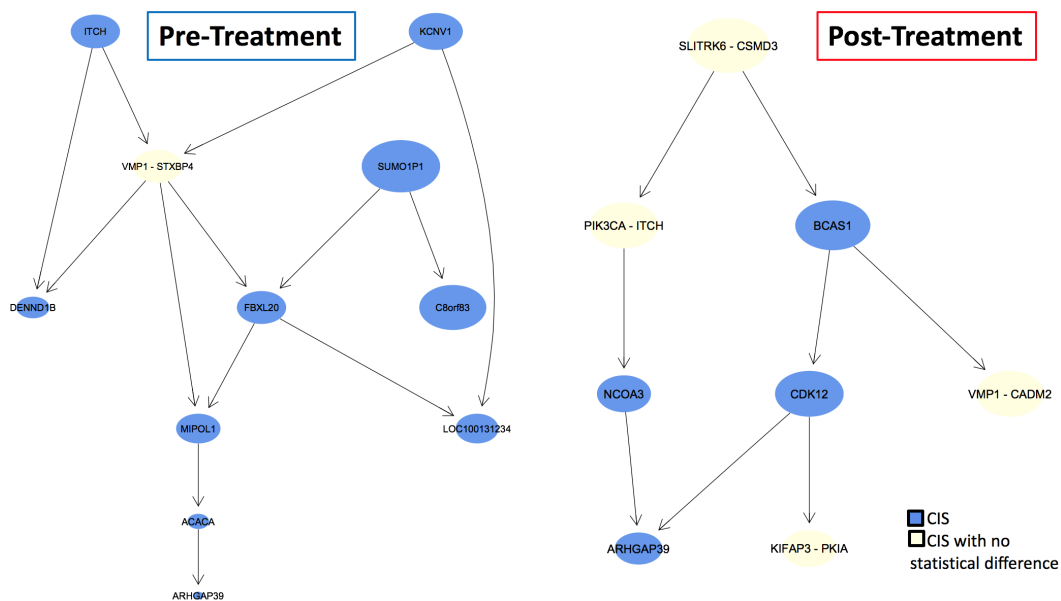 Pre-Treatment
ITCH
KCNV1
VMP1 - STXBP4
SUMO1P1
DENND1B
FBXL20
C8orf83
MIPOL1
LOC100131234
ACACA
ARHGAP39
Post-Treatment
SLITRK6 - CSMD3
PIK3CA - ITCH
BCAS1
NCOA3
CDK12
VMP1 - CADM2
ARHGAP39
KIFAP3 - PKIA
CIS
CIS with no
statistical difference